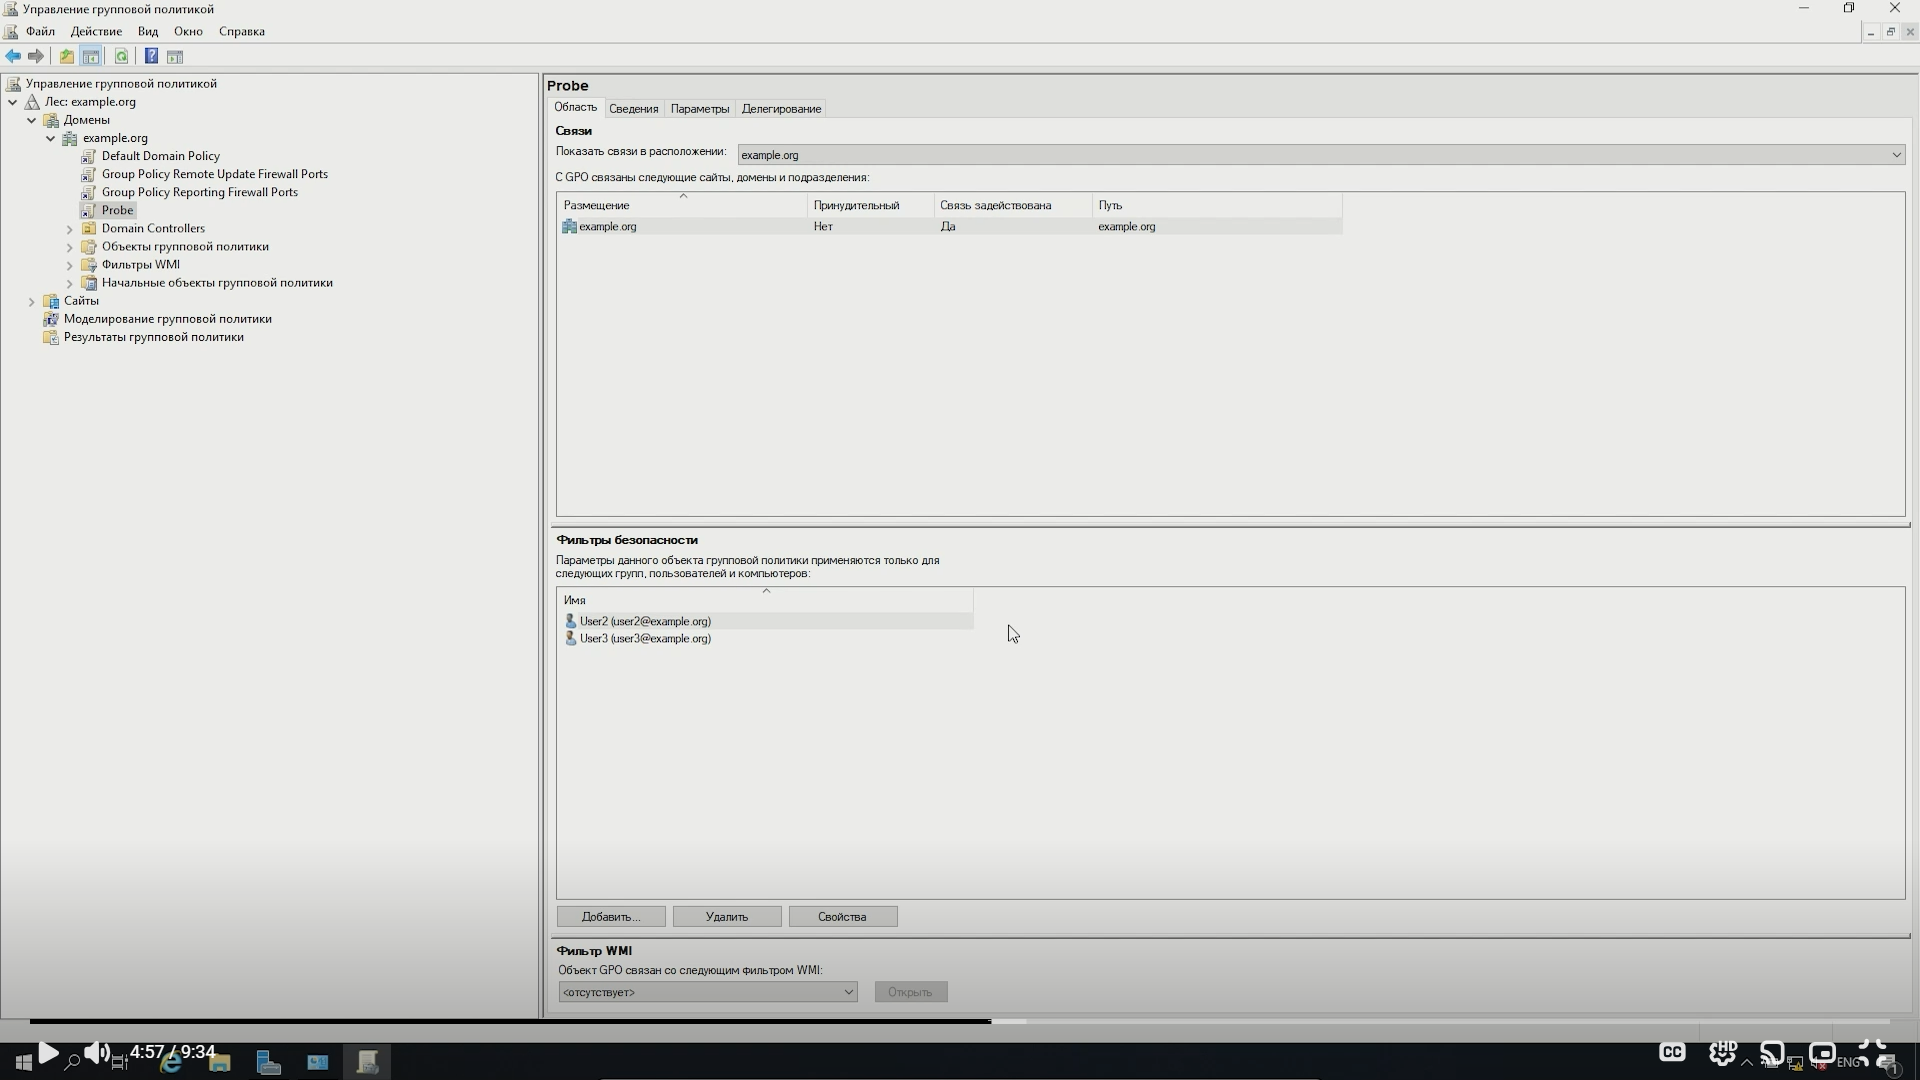 Управление групповой политикой
Файл Действие Вид Окно Справка
Управление групповой политикой
Лес: example.org
Домены
example.org
Default Domain Policy
Group Policy Remote Update Firewall Ports
Group Policy Reporting Firewall Ports
Probe
Domain Controllers
Объекты групповой политики
Фильтры WMI
Начальные объекты групповой политики
Сайты
Моделирование групповой политики
Результаты групповой политики
Probe
Область Сведения Параметры Делегирование
Связи
Показать связи в расположении: example.org
С GPO связаны следующие сайты, домены и подразделения:
Размещение Принудительный Связь задействована Путь
example.org Нет Да example.org
Фильтры безопасности
Параметры данного объекта групповой политики применяются только для
следующих групп, пользователей и компьютеров:
Имя
User2 (user2@example.org)
User3 (user3@example.org)
Добавить... Удалить Свойства
Фильтр WMI
Объект GPO связан со следующим фильтром WMI:
<отсутствует> Открыть
4:57 / 9:34 CC HD ENG 1